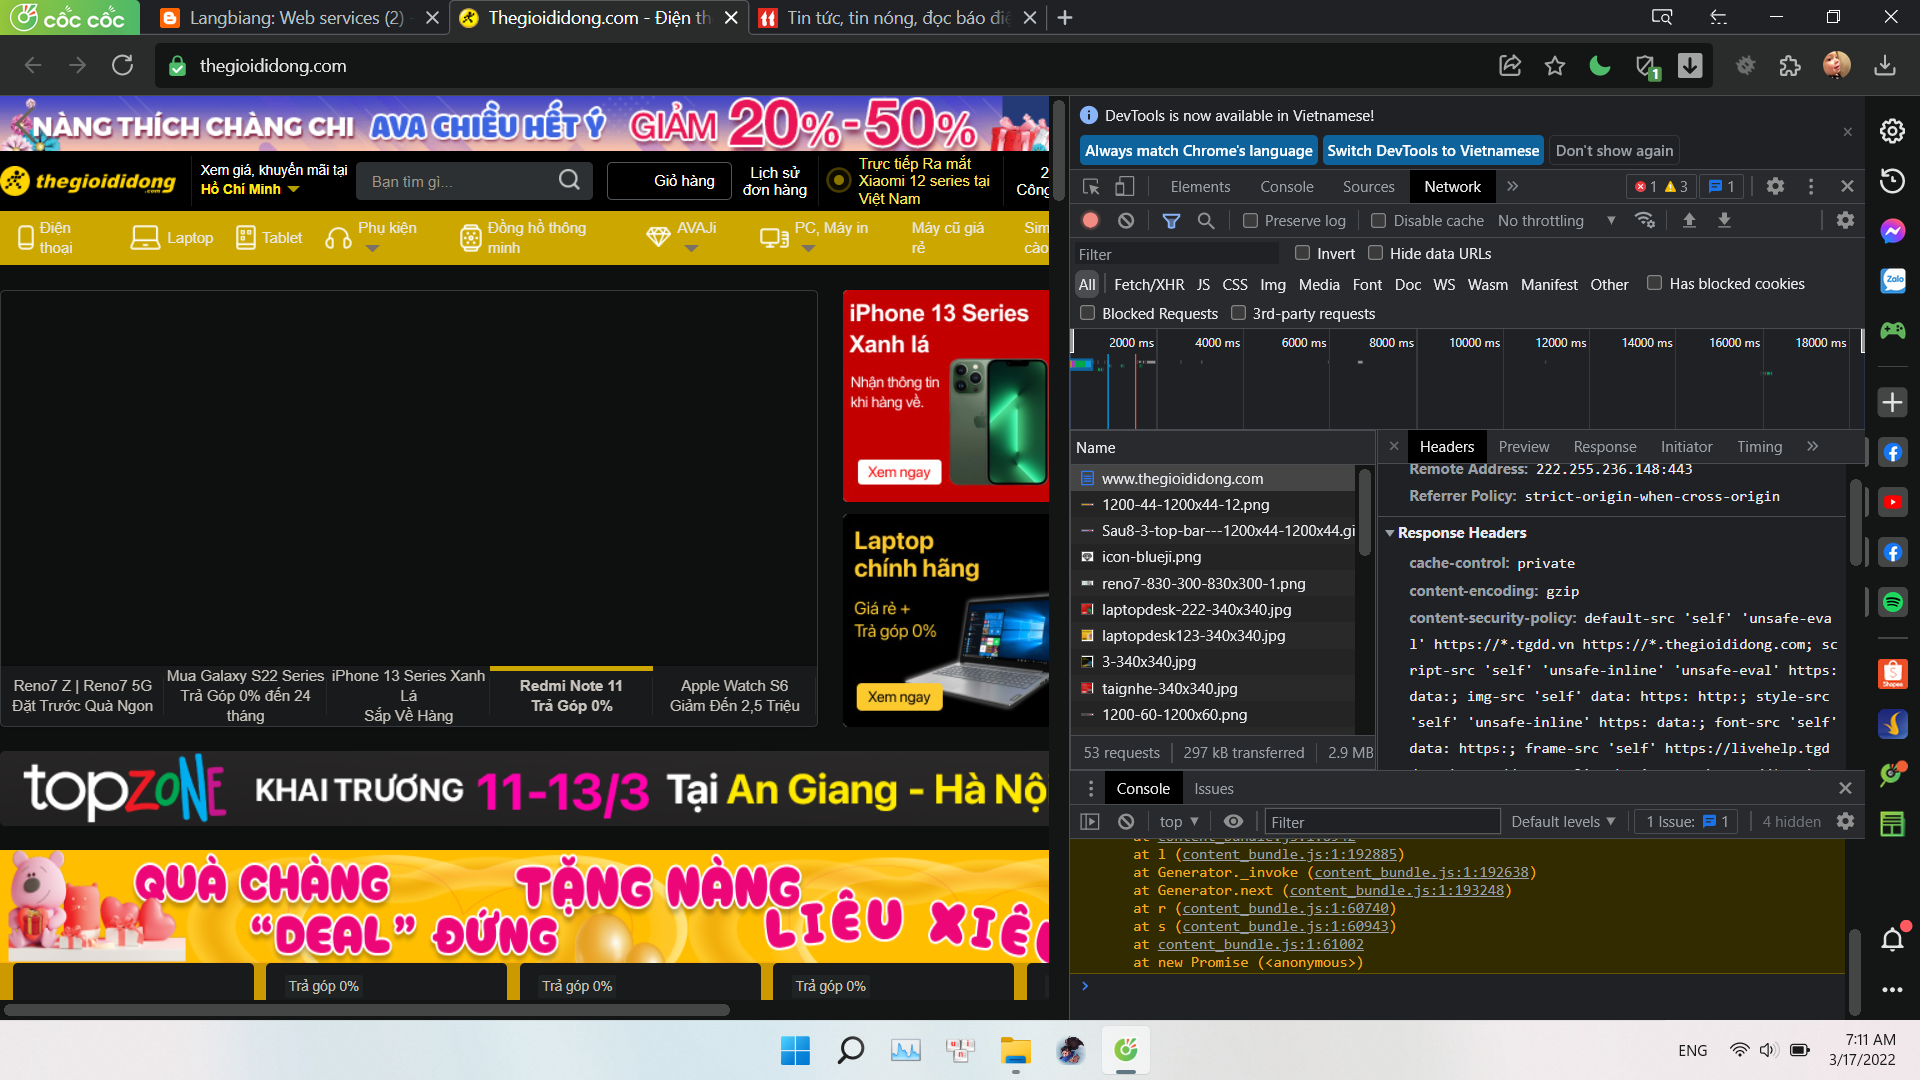 cốc cốc
Langbiang: Web services (2)
Thegioididong.com - Điện th
Tin tức, tin nóng, đọc báo đi
thegioididong.com
1
NÀNG THÍCH CHÀNG CHI AVA CHIỀU HẾT Ý GIẢM 20%-50%
thegioididong
.com
Xem giá, khuyến mãi tại
Hồ Chí Minh
Bạn tìm gì...
Giỏ hàng
Lịch sử
đơn hàng
Trực tiếp Ra mắt
Xiaomi 12 series tại
Việt Nam
2
Công
Điện
thoại
Laptop
Tablet
Phụ kiện
Đồng hồ thông
minh
AVAJi
PC, Máy in
Máy cũ giá
rẻ
Sim
cào
iPhone 13 Series
Xanh lá
Nhận thông tin
khi hàng về.
Xem ngay
Laptop
chính hãng
Giá rẻ +
Trả góp 0%
Xem ngay
Reno7 Z | Reno7 5G
Đặt Trước Quà Ngon
Mua Galaxy S22 Series
Trả Góp 0% đến 24
tháng
iPhone 13 Series Xanh
Lá
Sắp Về Hàng
Redmi Note 11
Trả Góp 0%
Apple Watch S6
Giảm Đến 2,5 Triệu
topzone KHAI TRƯƠNG 11-13/3 Tại An Giang - Hà Nộ
QUÀ CHÀNG
"DEAL" ĐỨNG
TẶNG NÀNG
LIÊU XIÊ
Trả góp 0%
Trả góp 0%
Trả góp 0%
DevTools is now available in Vietnamese!
Always match Chrome's language
Switch DevTools to Vietnamese
Don't show again
Elements
Console
Sources
Network
1
3
1
Preserve log
Disable cache
No throttling
Filter
Invert
Hide data URLs
All
Fetch/XHR
JS
CSS
Img
Media
Font
Doc
WS
Wasm
Manifest
Other
Has blocked cookies
Blocked Requests
3rd-party requests
2000 ms
4000 ms
6000 ms
8000 ms
10000 ms
12000 ms
14000 ms
16000 ms
18000 ms
Name
www.thegioididong.com
1200-44-1200x44-12.png
Sau8-3-top-bar---1200x44-1200x44.gi
icon-blueji.png
reno7-830-300-830x300-1.png
laptopdesk-222-340x340.jpg
laptopdesk123-340x340.jpg
3-340x340.jpg
taignhe-340x340.jpg
1200-60-1200x60.png
53 requests
297 kB transferred
2.9 MB
Headers
Preview
Response
Initiator
Timing
Remote Address: 222.255.236.148:443
Referrer Policy: strict-origin-when-cross-origin
Response Headers
cache-control: private
content-encoding: gzip
content-security-policy: default-src 'self' 'unsafe-eva
l' https://*.tgdd.vn https://*.thegioididong.com; sc
ript-src 'self' 'unsafe-inline' 'unsafe-eval' https:
data:; img-src 'self' data: https: http:; style-src
'self' 'unsafe-inline' https: data:; font-src 'self'
data: https:; frame-src 'self' https://livehelp.tgd
Console
Issues
top
Filter
Default levels
1 Issue:
1
4 hidden
at l (content_bundle.js:1:192885)
at Generator._invoke (content_bundle.js:1:192638)
at Generator.next (content_bundle.js:1:193248)
at r (content_bundle.js:1:60740)
at s (content_bundle.js:1:60943)
at content_bundle.js:1:61002
at new Promise (<anonymous>)
Zalo
Shopee
ENG
7:11 AM
3/17/2022